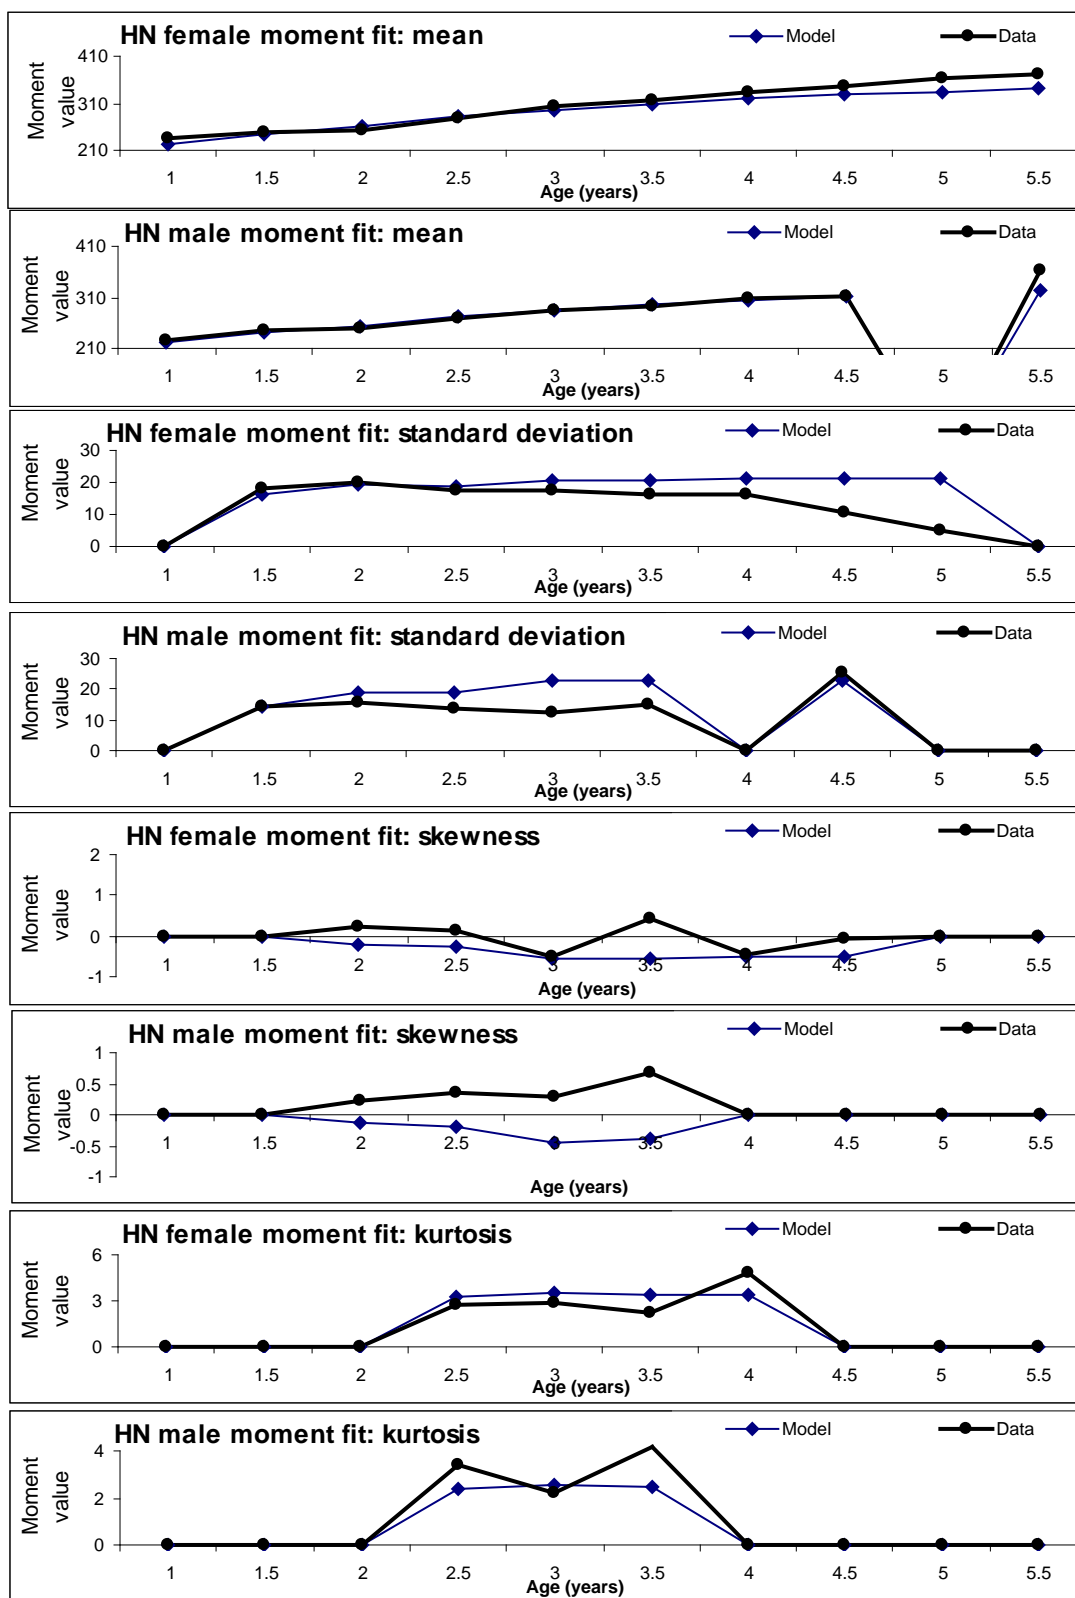 HN female moment fit: mean
Model
Data
Moment
value
410
310
210
1 1.5 2 2.5 3 3.5 4 4.5 5 5.5
Age (years)
HN male moment fit: mean
Model
Data
Moment
value
410
310
210
1 1.5 2 2.5 3 3.5 4 4.5 5 5.5
Age (years)
HN female moment fit: standard deviation
Model
Data
Moment
value
30
20
10
0
1 1.5 2 2.5 3 3.5 4 4.5 5 5.5
Age (years)
HN male moment fit: standard deviation
Model
Data
Moment
value
30
20
10
0
1 1.5 2 2.5 3 3.5 4 4.5 5 5.5
Age (years)
HN female moment fit: skewness
Model
Data
Moment
value
2
1
0
-1
1 1.5 2 2.5 3 3.5 4 4.5 5 5.5
Age (years)
HN male moment fit: skewness
Model
Data
Moment
value
1
0.5
0
-0.5
-1
1 1.5 2 2.5 3 3.5 4 4.5 5 5.5
Age (years)
HN female moment fit: kurtosis
Model
Data
Moment
value
6
3
0
1 1.5 2 2.5 3 3.5 4 4.5 5 5.5
Age (years)
HN male moment fit: kurtosis
Model
Data
Moment
value
4
2
0
1 1.5 2 2.5 3 3.5 4 4.5 5 5.5
Age (years)